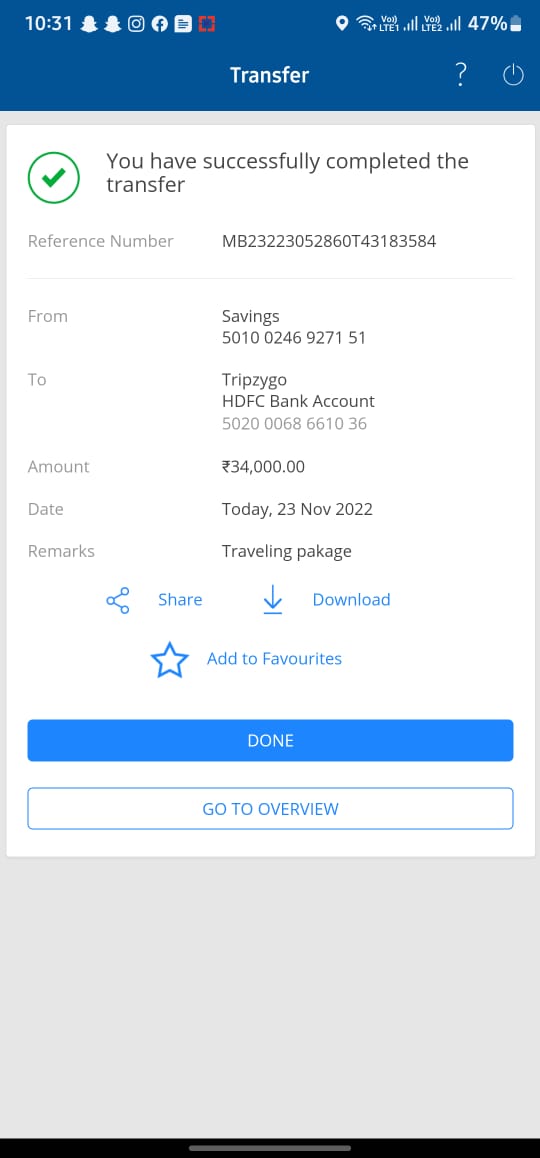 10:31
Vo) LTE1 Vo) LTE2 47%
Transfer ?
You have successfully completed the
transfer
Reference Number MB23223052860T43183584
From Savings
5010 0246 9271 51
To Tripzygo
HDFC Bank Account
5020 0068 6610 36
Amount ₹34,000.00
Date Today, 23 Nov 2022
Remarks Traveling pakage
Share Download
Add to Favourites
DONE
GO TO OVERVIEW